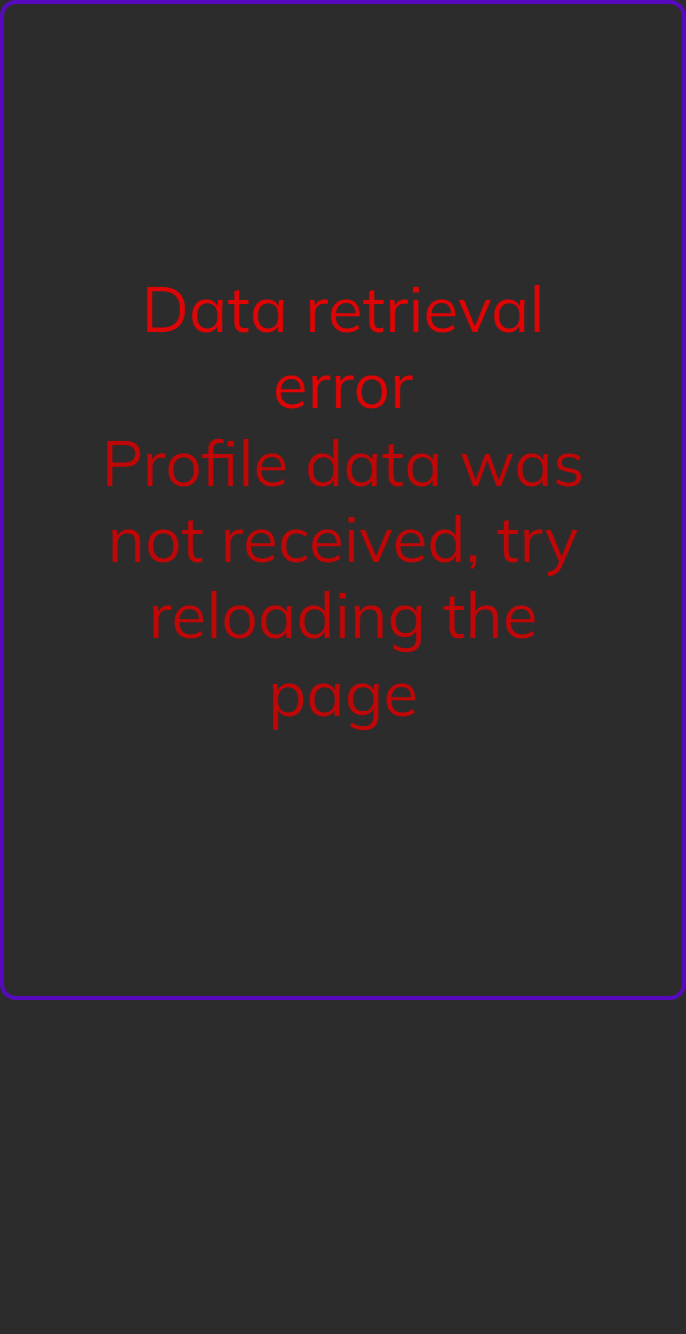 Data retrieval
error
Profile data was
not received, try
reloading the
page